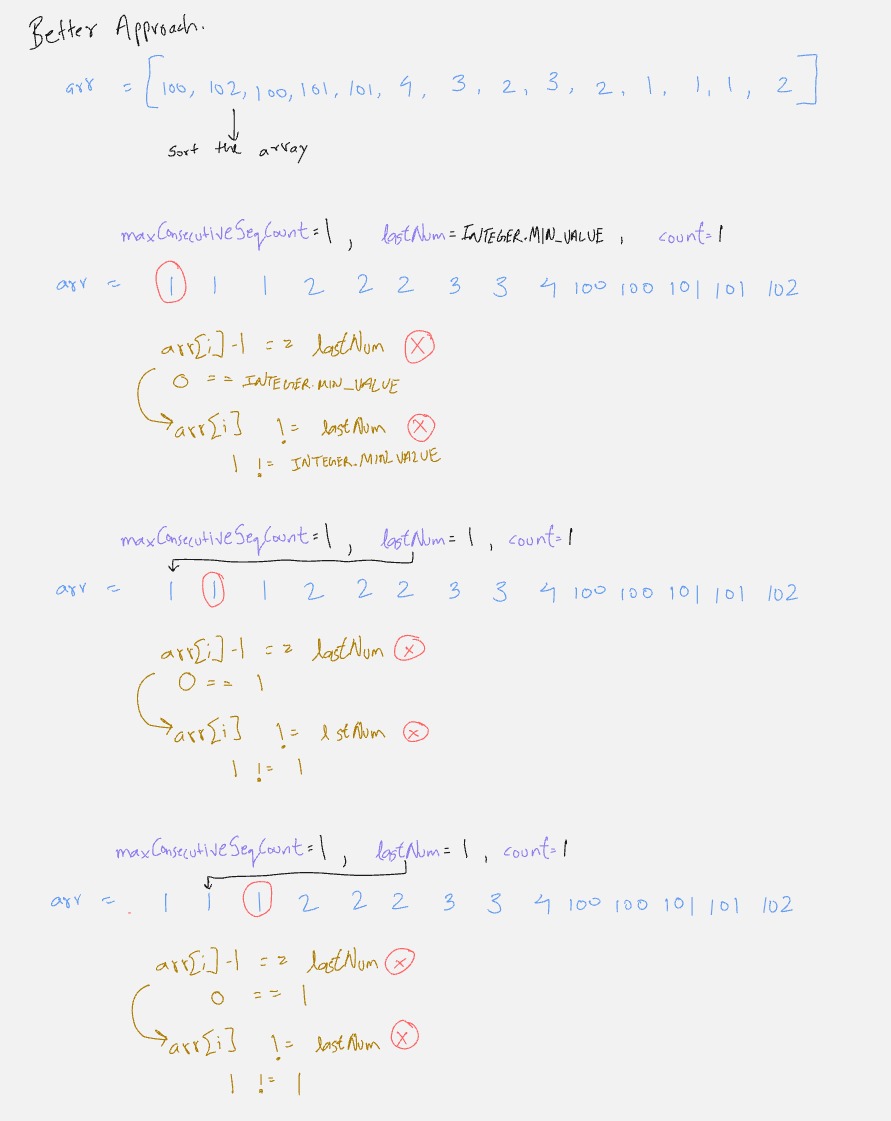 Better Approach.
arr = [100, 102, 100, 101, 101, 4, 3, 2, 3, 2, 1, 1, 1, 2]
Sort the array
maxConsecutiveSeqCount=1, lastNum=INTEGER.MIN_VALUE, count=1
arr = 1 1 1 2 2 2 3 3 4 100 100 101 101 102
arr[i]-1 == lastNum X
0 == INTEGER.MIN_VALUE
arr[i] != lastNum X
1 != INTEGER.MIN_VALUE
maxConsecutiveSeqCount=1, lastNum=1, count=1
arr = 1 1 1 2 2 2 3 3 4 100 100 101 101 102
arr[i]-1 == lastNum X
0 == 1
arr[i] != lstNum X
1 != 1
maxConsecutiveSeqCount=1, lastNum=1, count=1
arr = 1 1 1 2 2 2 3 3 4 100 100 101 101 102
arr[i]-1 == lastNum X
0 == 1
arr[i] != lastNum X
1 != 1